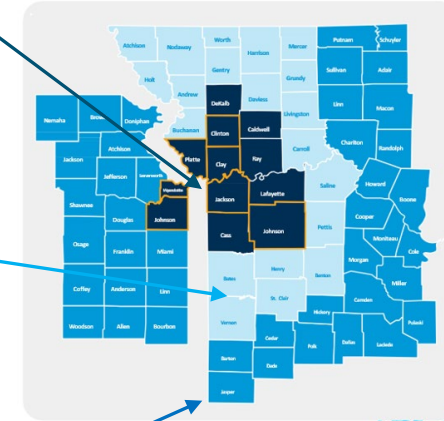 Atchison
Nodaway
Worth
Harrison
Mercer
Putnam
Schuyler
Holt
Gentry
Grundy
Sullivan
Adair
Andrew
DeKalb
Daviess
Livingston
Linn
Macon
Nemaha
Doniphan
Buchanan
Clinton
Caldwell
Chariton
Randolph
Atchison
Platte
Clay
Ray
Carroll
Jackson
Jefferson
Leavenworth
Wyandotte
Jackson
Lafayette
Saline
Howard
Boone
Shawnee
Douglas
Johnson
Cass
Johnson
Pettis
Cooper
Moniteau
Cole
Osage
Franklin
Miami
Bates
Henry
Benton
Morgan
Miller
Coffey
Anderson
Linn
St. Clair
Camden
Vernon
Hickory
Pulaski
Woodson
Allen
Bourbon
Cedar
Polk
Dallas
Laclede
Barton
Dade
Jasper